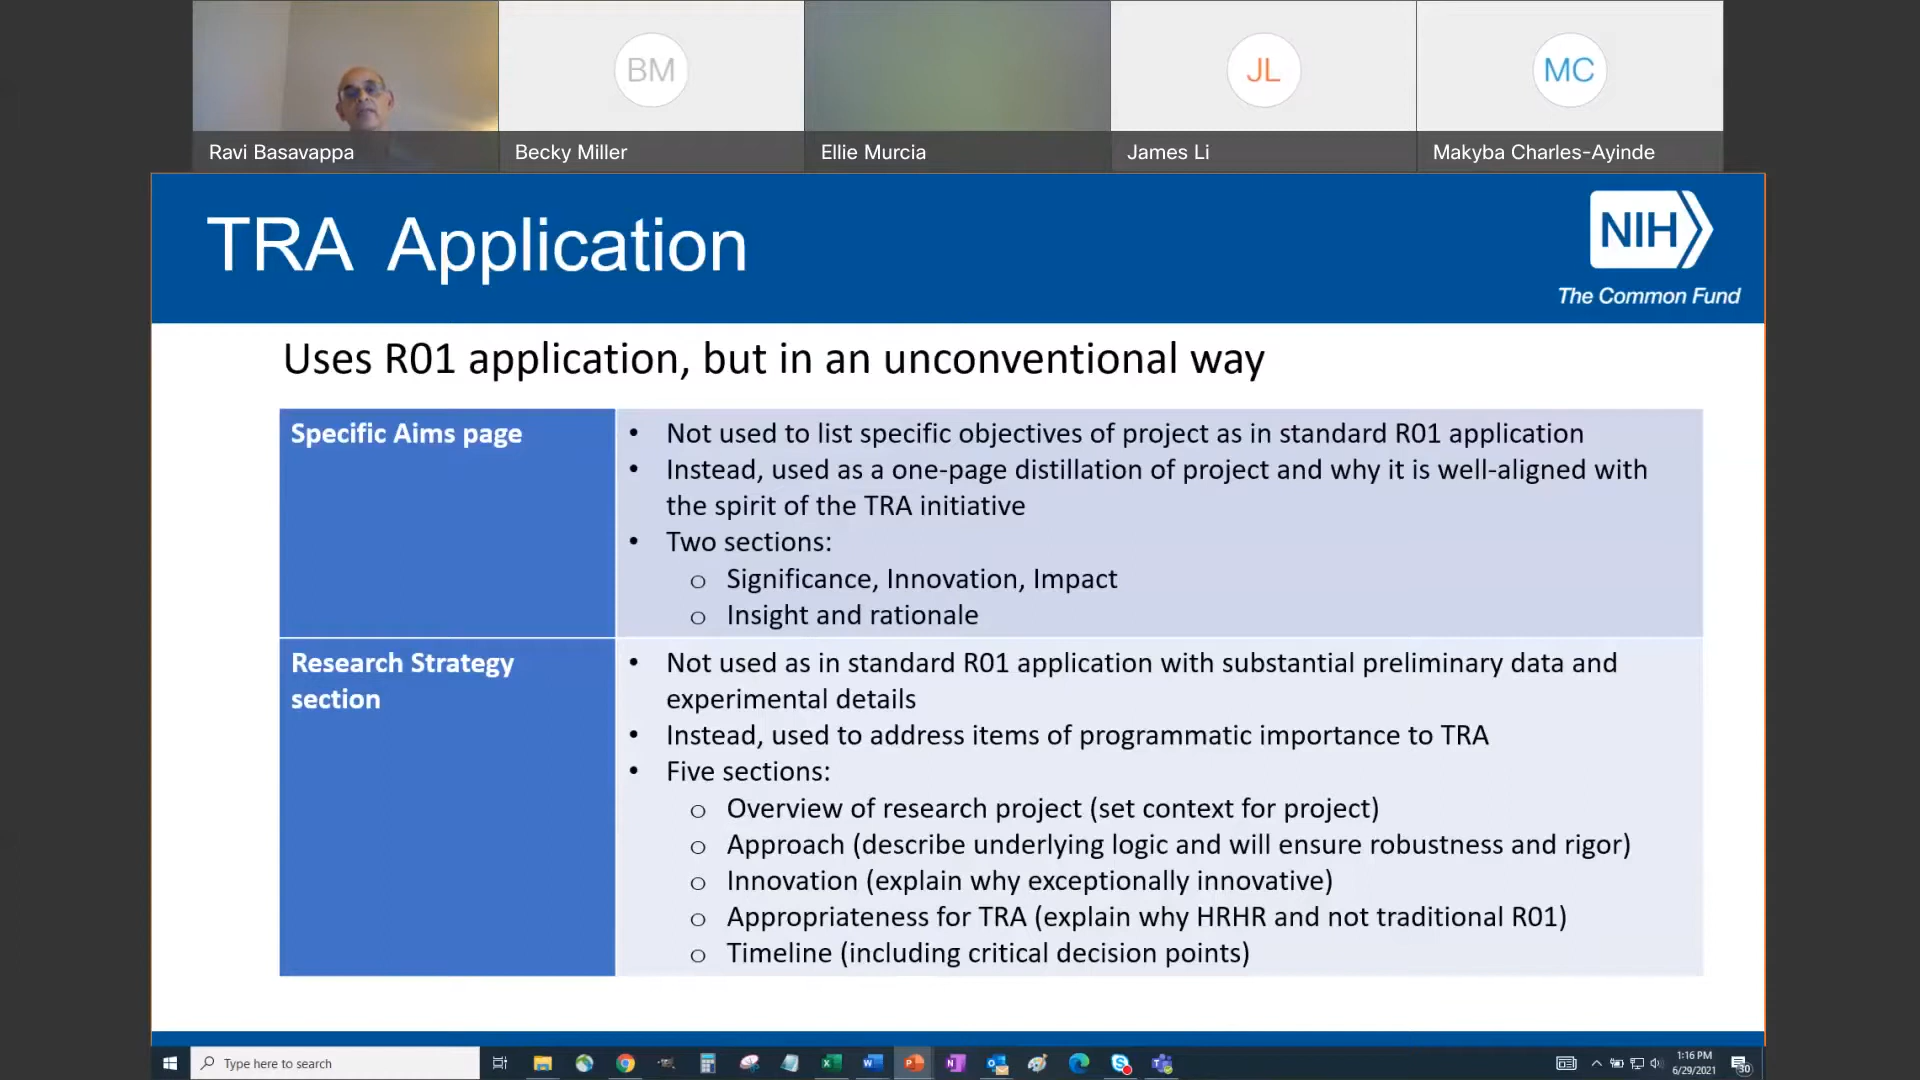 BM
JL
MC
Ravi Basavappa
Becky Miller
Ellie Murcia
James Li
Makyba Charles-Ayinde
TRA Application
NIH
The Common Fund
Uses R01 application, but in an unconventional way
Specific Aims page
• Not used to list specific objectives of project as in standard R01 application
• Instead, used as a one-page distillation of project and why it is well-aligned with
the spirit of the TRA initiative
• Two sections:
o Significance, Innovation, Impact
o Insight and rationale
Research Strategy
section
• Not used as in standard R01 application with substantial preliminary data and
experimental details
• Instead, used to address items of programmatic importance to TRA
• Five sections:
o Overview of research project (set context for project)
o Approach (describe underlying logic and will ensure robustness and rigor)
o Innovation (explain why exceptionally innovative)
o Appropriateness for TRA (explain why HRHR and not traditional R01)
o Timeline (including critical decision points)
Type here to search
1:16 PM
6/29/2021
30